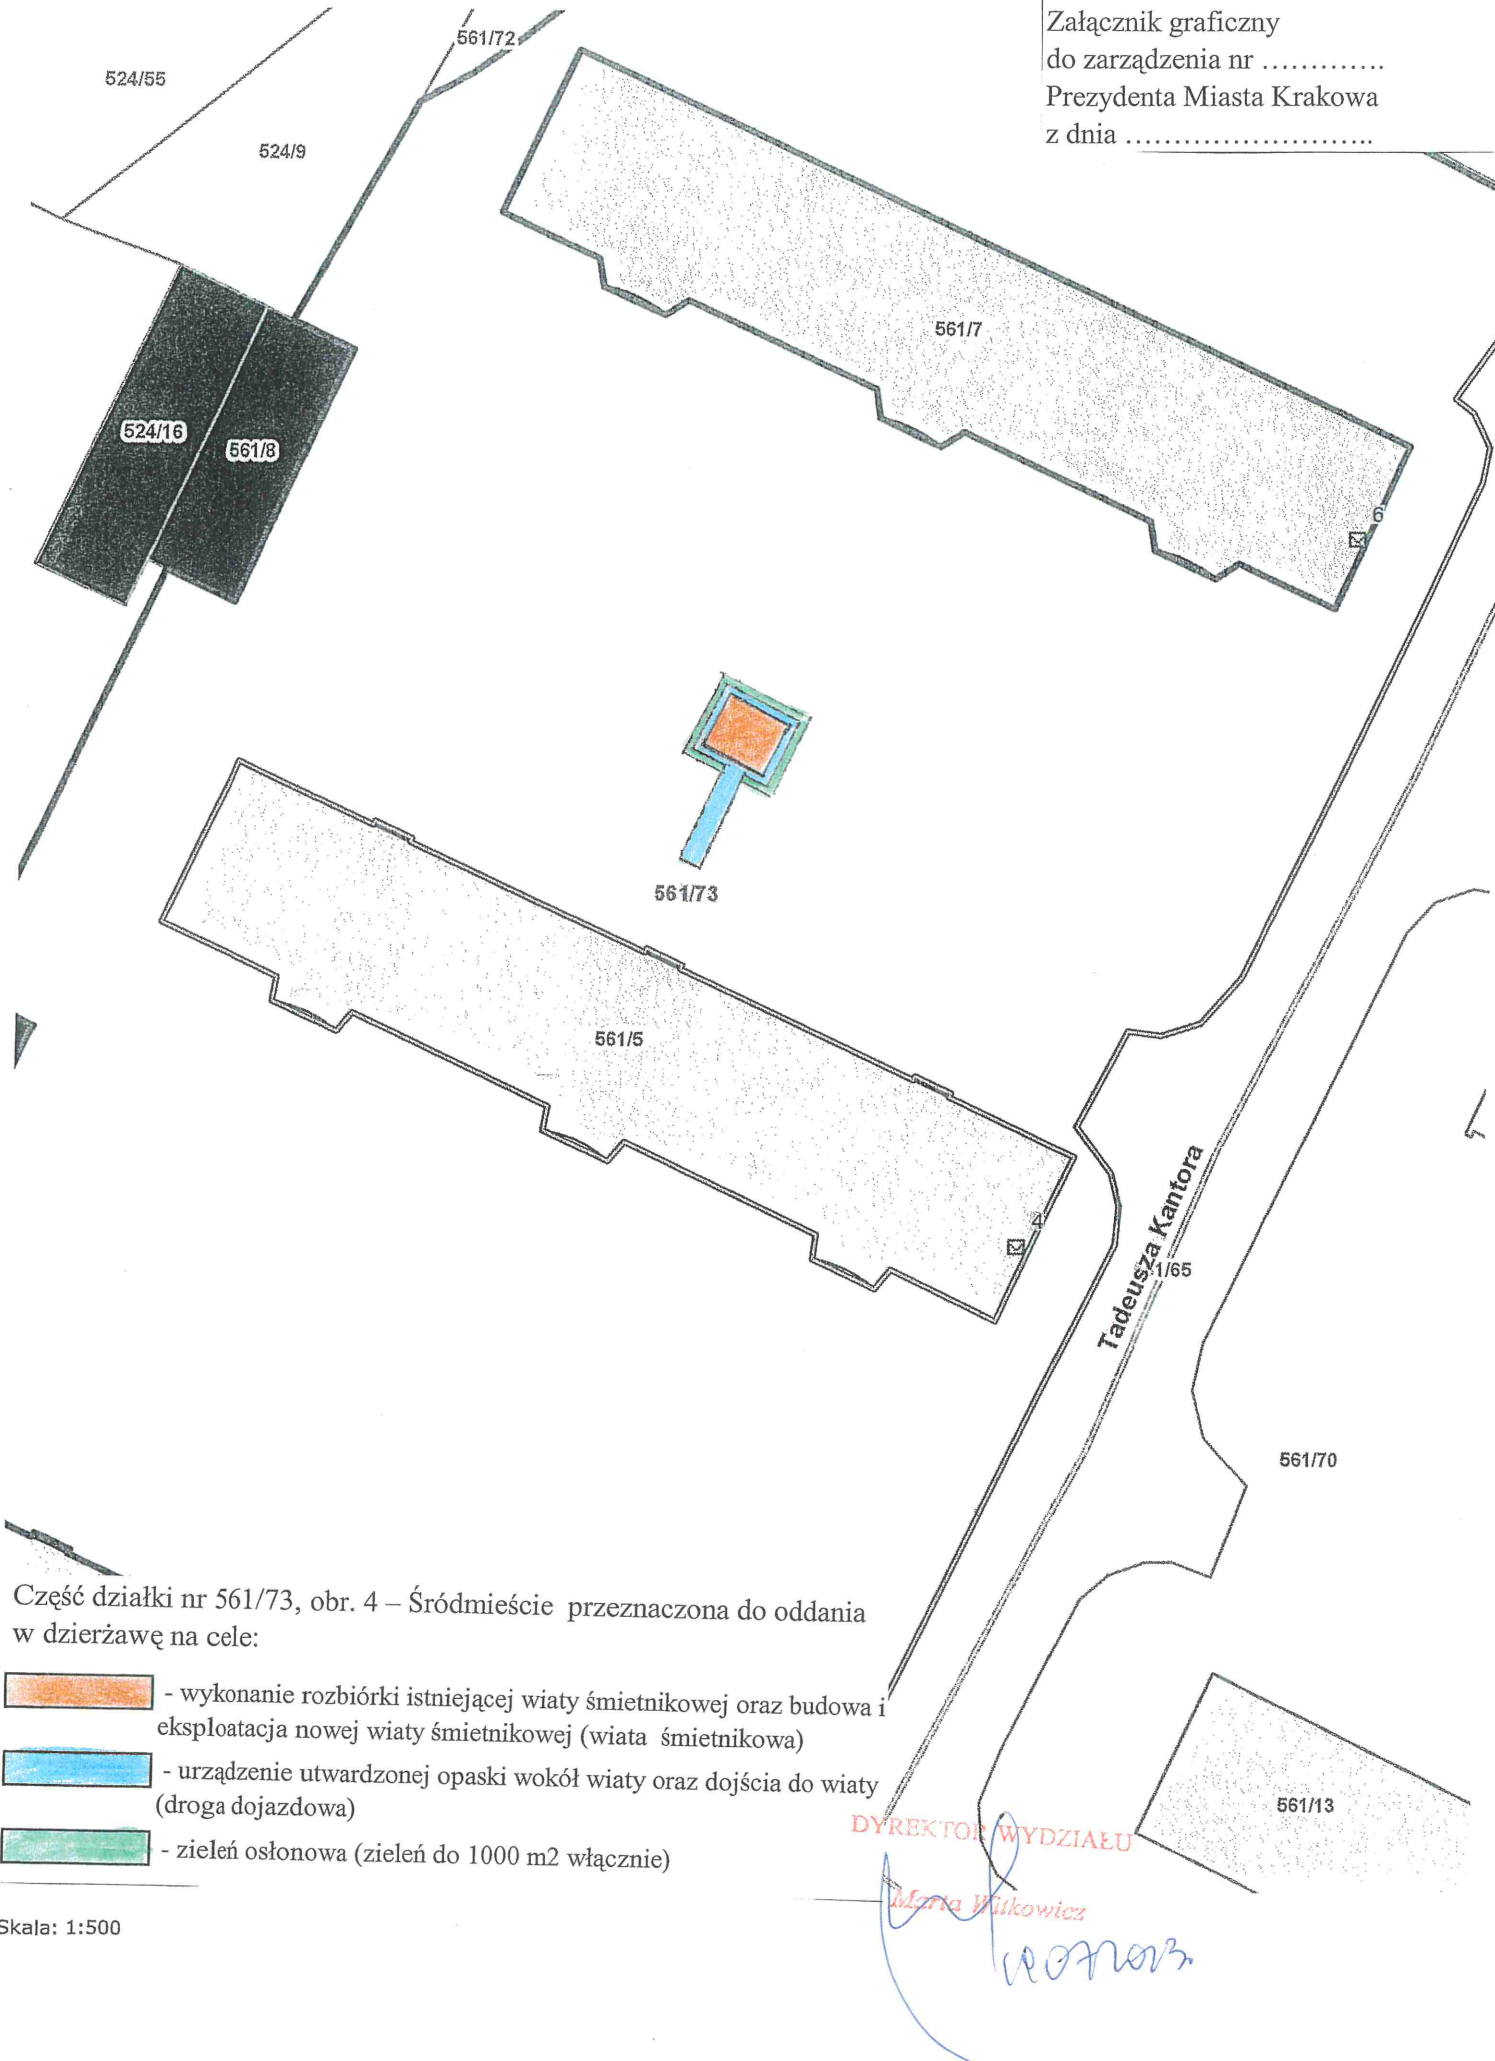 Załącznik graficzny
do zarządzenia nr .............
Prezydenta Miasta Krakowa
z dnia ..........................
561/72
524/55
524/9
561/7
524/16
561/8
6
561/73
561/5
4
Tadeusza Kantora
1/65
561/70
Część działki nr 561/73, obr. 4 – Śródmieście przeznaczona do oddania
w dzierżawę na cele:
- wykonanie rozbiórki istniejącej wiaty śmietnikowej oraz budowa i
eksploatacja nowej wiaty śmietnikowej (wiata śmietnikowa)
- urządzenie utwardzonej opaski wokół wiaty oraz dojścia do wiaty
(droga dojazdowa)
- zieleń osłonowa (zieleń do 1000 m2 włącznie)
561/13
DYREKTOR WYDZIAŁU
Marta Witkowicz
Skala: 1:500